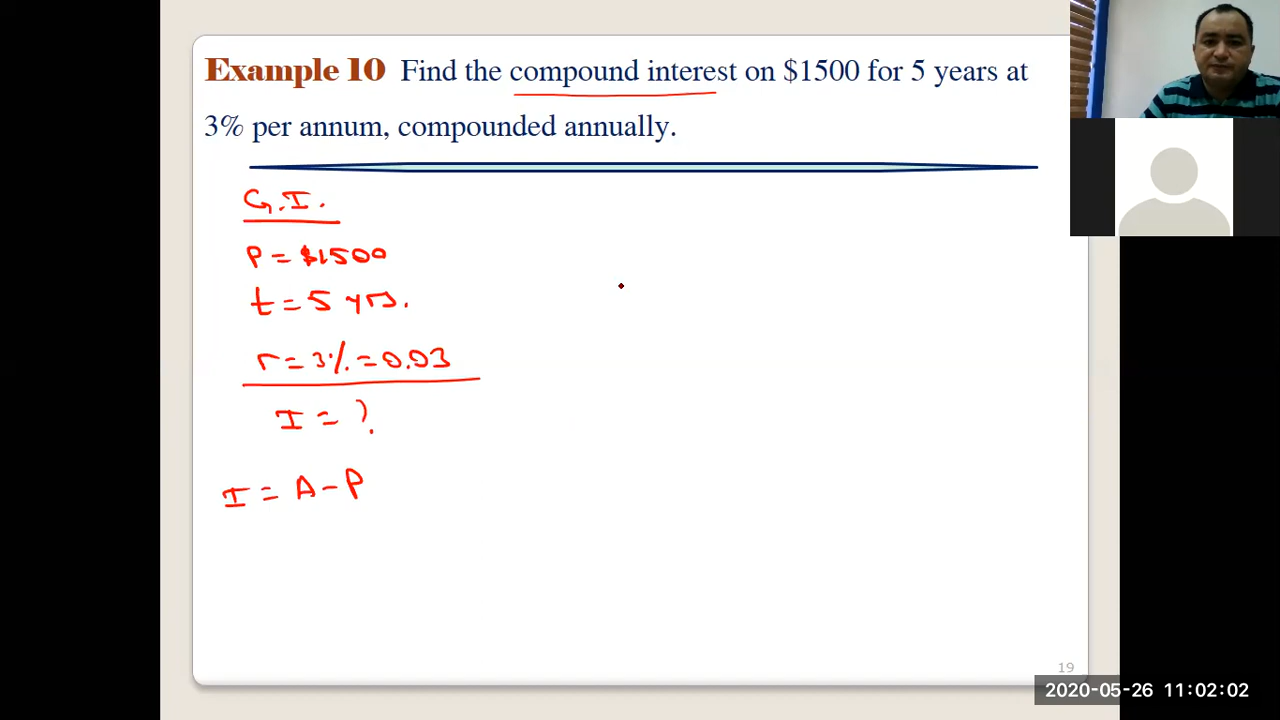 Example 10 Find the compound interest on $1500 for 5 years at
3% per annum, compounded annually.
G.I.
P = $1500
t = 5 yrs.
r = 3% = 0.03
I = ?
I = A - P
19
2020-05-26 11:02:02